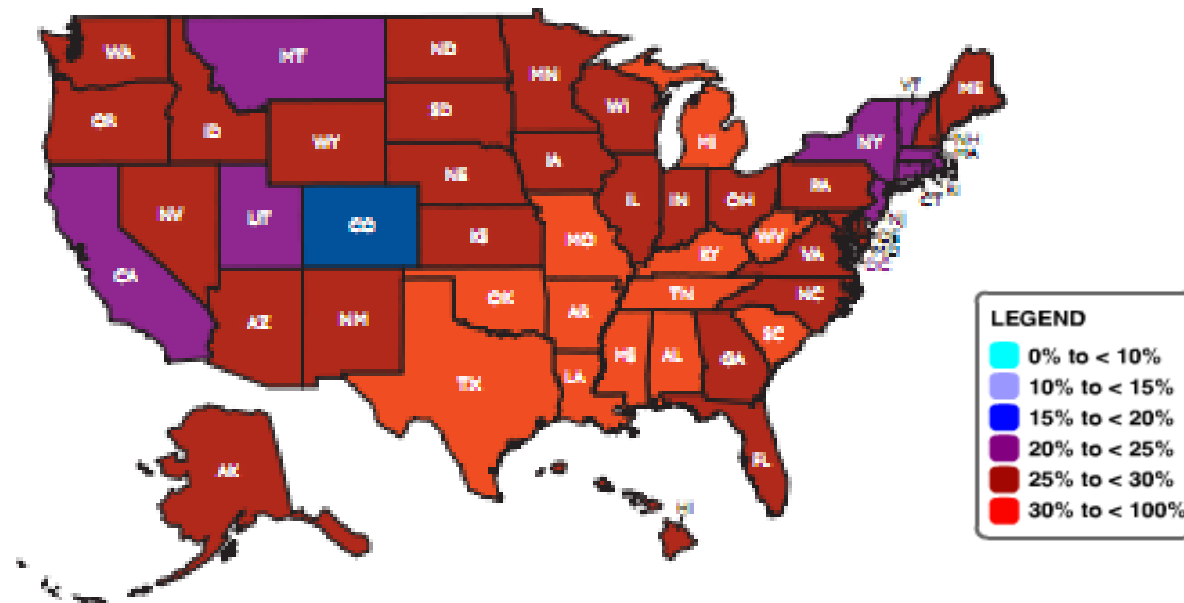 WA
MT
ND
MN
OR
ID
SD
WI
ME
VT
WY
MI
NY
NH
IA
NE
PA
NV
UT
CO
IL
IN
OH
KS
MO
WV
VA
KY
CA
CT
NJ
AZ
NM
OK
AR
TN
NC
SC
TX
LA
MS
AL
GA
FL
AK
HI
LEGEND
0% to < 10%
10% to < 15%
15% to < 20%
20% to < 25%
25% to < 30%
30% to < 100%